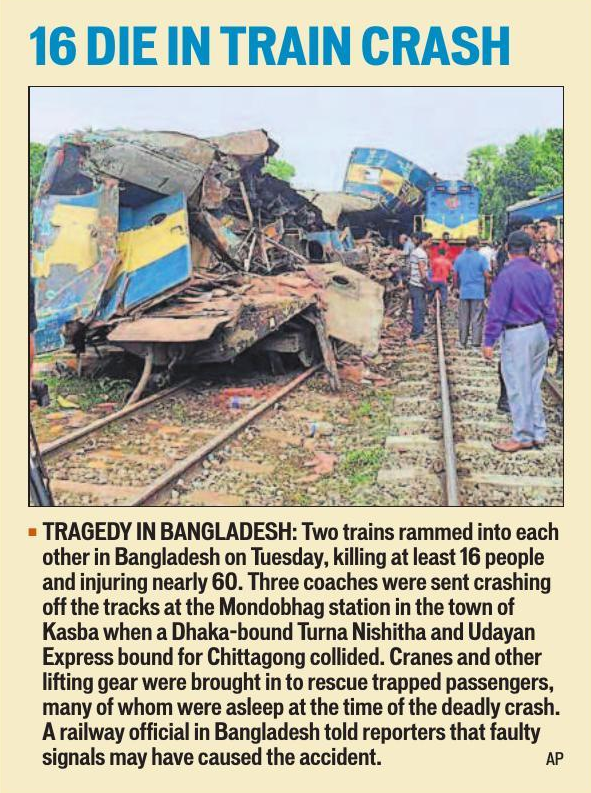 16 DIE IN TRAIN CRASH
TRAGEDY IN BANGLADESH: Two trains rammed into each
other in Bangladesh on Tuesday, killing at least 16 people
and injuring nearly 60. Three coaches were sent crashing
off the tracks at the Mondobhag station in the town of
Kasba when a Dhaka-bound Turna Nishitha and Udayan
Express bound for Chittagong collided. Cranes and other
lifting gear were brought in to rescue trapped passengers,
many of whom were asleep at the time of the deadly crash.
A railway official in Bangladesh told reporters that faulty
signals may have caused the accident. AP